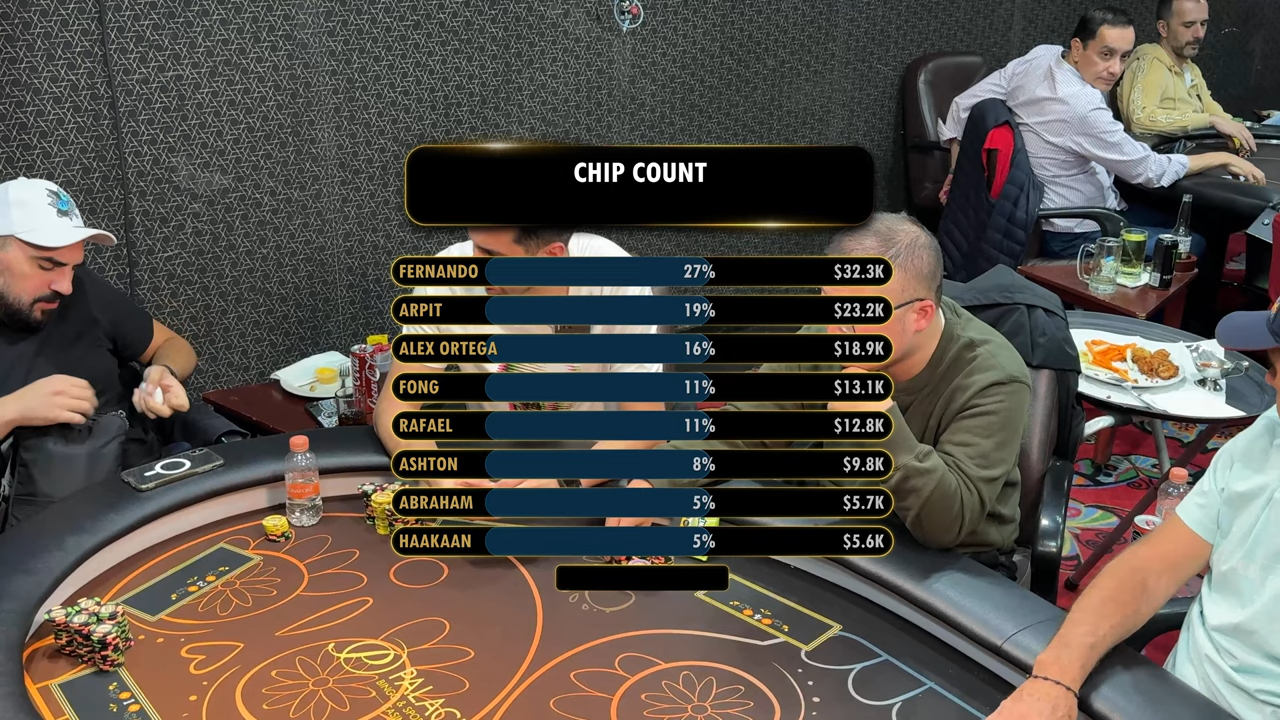 CHIP COUNT
FERNANDO 27% $32.3K
ARPIT 19% $23.2K
ALEX ORTEGA 16% $18.9K
FONG 11% $13.1K
RAFAEL 11% $12.8K
ASHTON 8% $9.8K
ABRAHAM 5% $5.7K
HAAKAAN 5% $5.6K